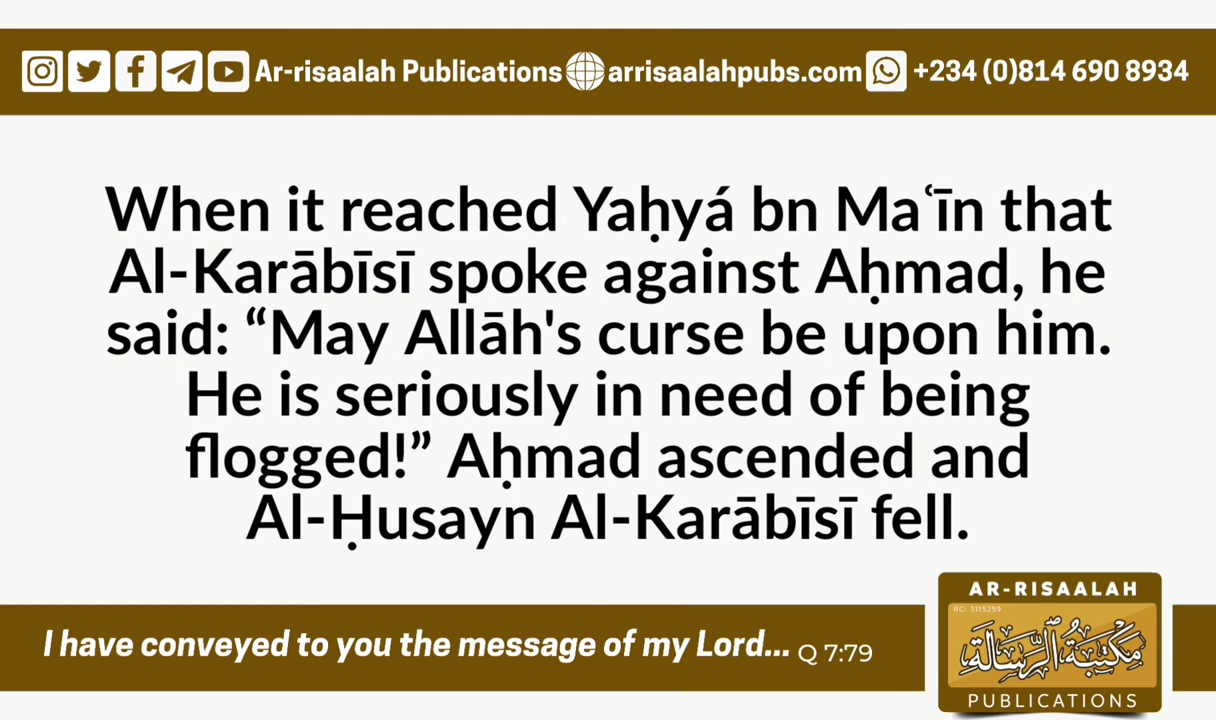 Ar-risaalah Publications arrisaalahpubs.com +234 (0)814 690 8934
When it reached Yaḥyá bn Maʿīn that
Al-Karābīsī spoke against Aḥmad, he
said: “May Allāh's curse be upon him.
He is seriously in need of being
flogged!” Aḥmad ascended and
Al-Ḥusayn Al-Karābīsī fell.
I have conveyed to you the message of my Lord... Q 7:79
AR-RISAALAH
RC: 3115259
مكتبة الرسالة
PUBLICATIONS